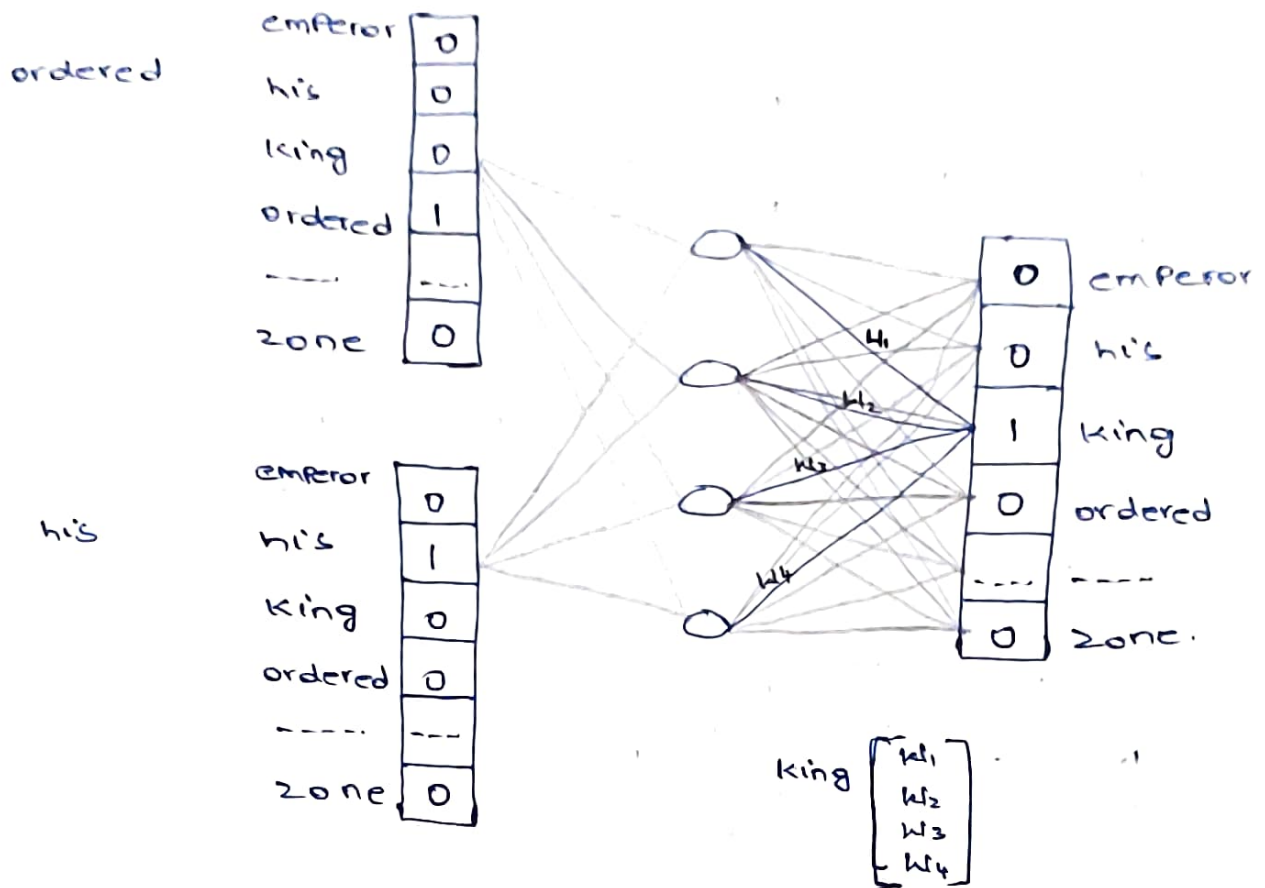 ordered
emperor 0
his 0
king 0
ordered 1
----- ----
zone 0
his
emperor 0
his 1
king 0
ordered 0
----- ---
zone 0
W1
W2
W3
W4
0 emperor
0 his
1 king
0 ordered
---- -----
0 zone.
king
W1
W2
W3
W4